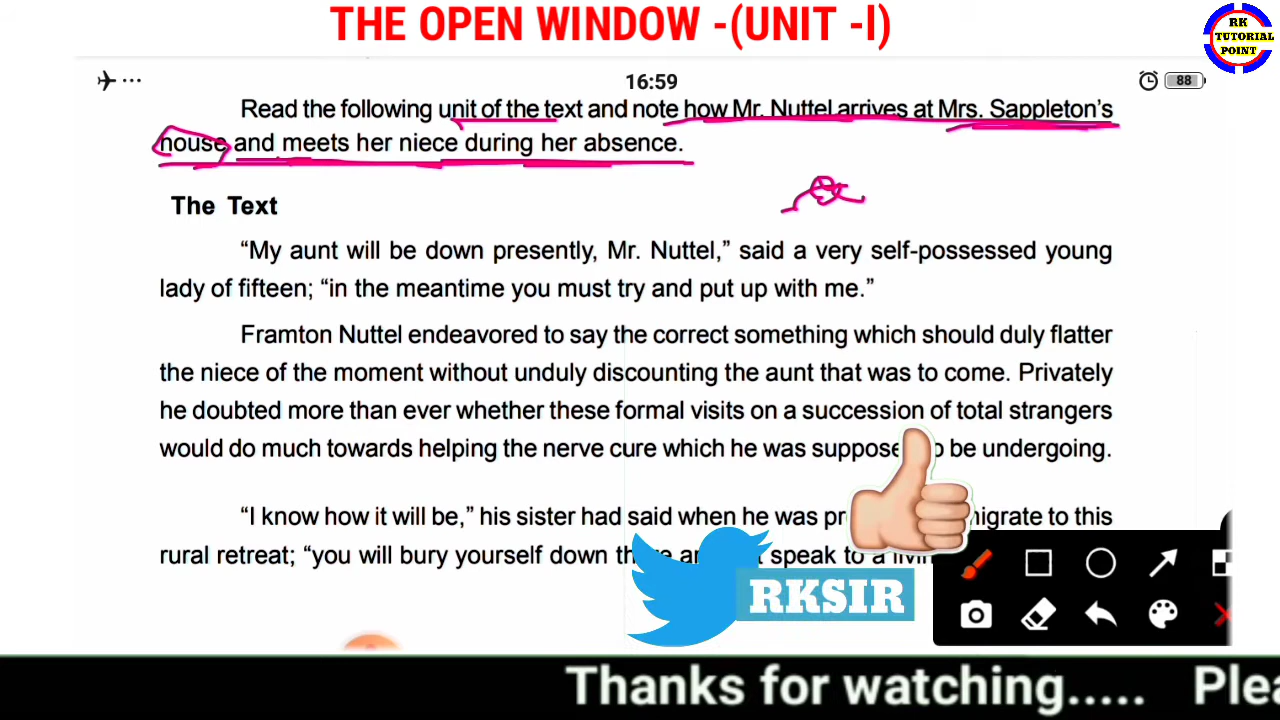 THE OPEN WINDOW -(UNIT -I)
RK
TUTORIAL
POINT
16:59
88
Read the following unit of the text and note how Mr. Nuttel arrives at Mrs. Sappleton's
house and meets her niece during her absence.
The Text
“My aunt will be down presently, Mr. Nuttel,” said a very self-possessed young
lady of fifteen; “in the meantime you must try and put up with me.”
Framton Nuttel endeavored to say the correct something which should duly flatter
the niece of the moment without unduly discounting the aunt that was to come. Privately
he doubted more than ever whether these formal visits on a succession of total strangers
would do much towards helping the nerve cure which he was suppose o be undergoing.
“I know how it will be,” his sister had said when he was pr nigrate to this
rural retreat; “you will bury yourself down speak to a
RKSIR
Thanks for watching..... Plea